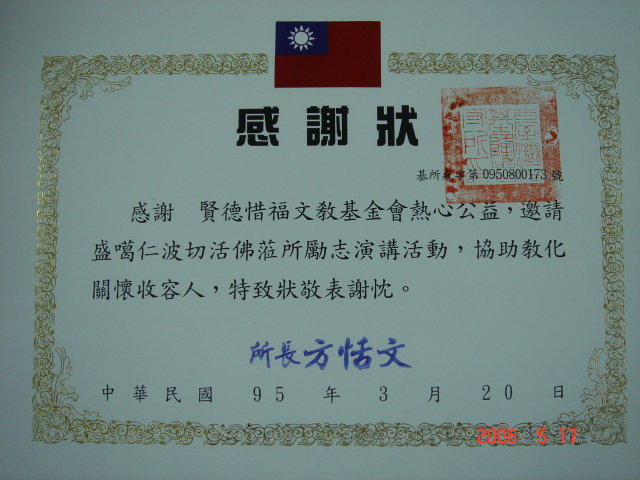 感謝狀
基所教字第0950800173號
感謝 賢德惜福文教基金會熱心公益，邀請
盛噶仁波切活佛蒞所勵志演講活動，協助教化
關懷收容人，特致狀敬表謝忱。
所長方恬文
中華民國 95 年 3 月 20 日
2006 5 17